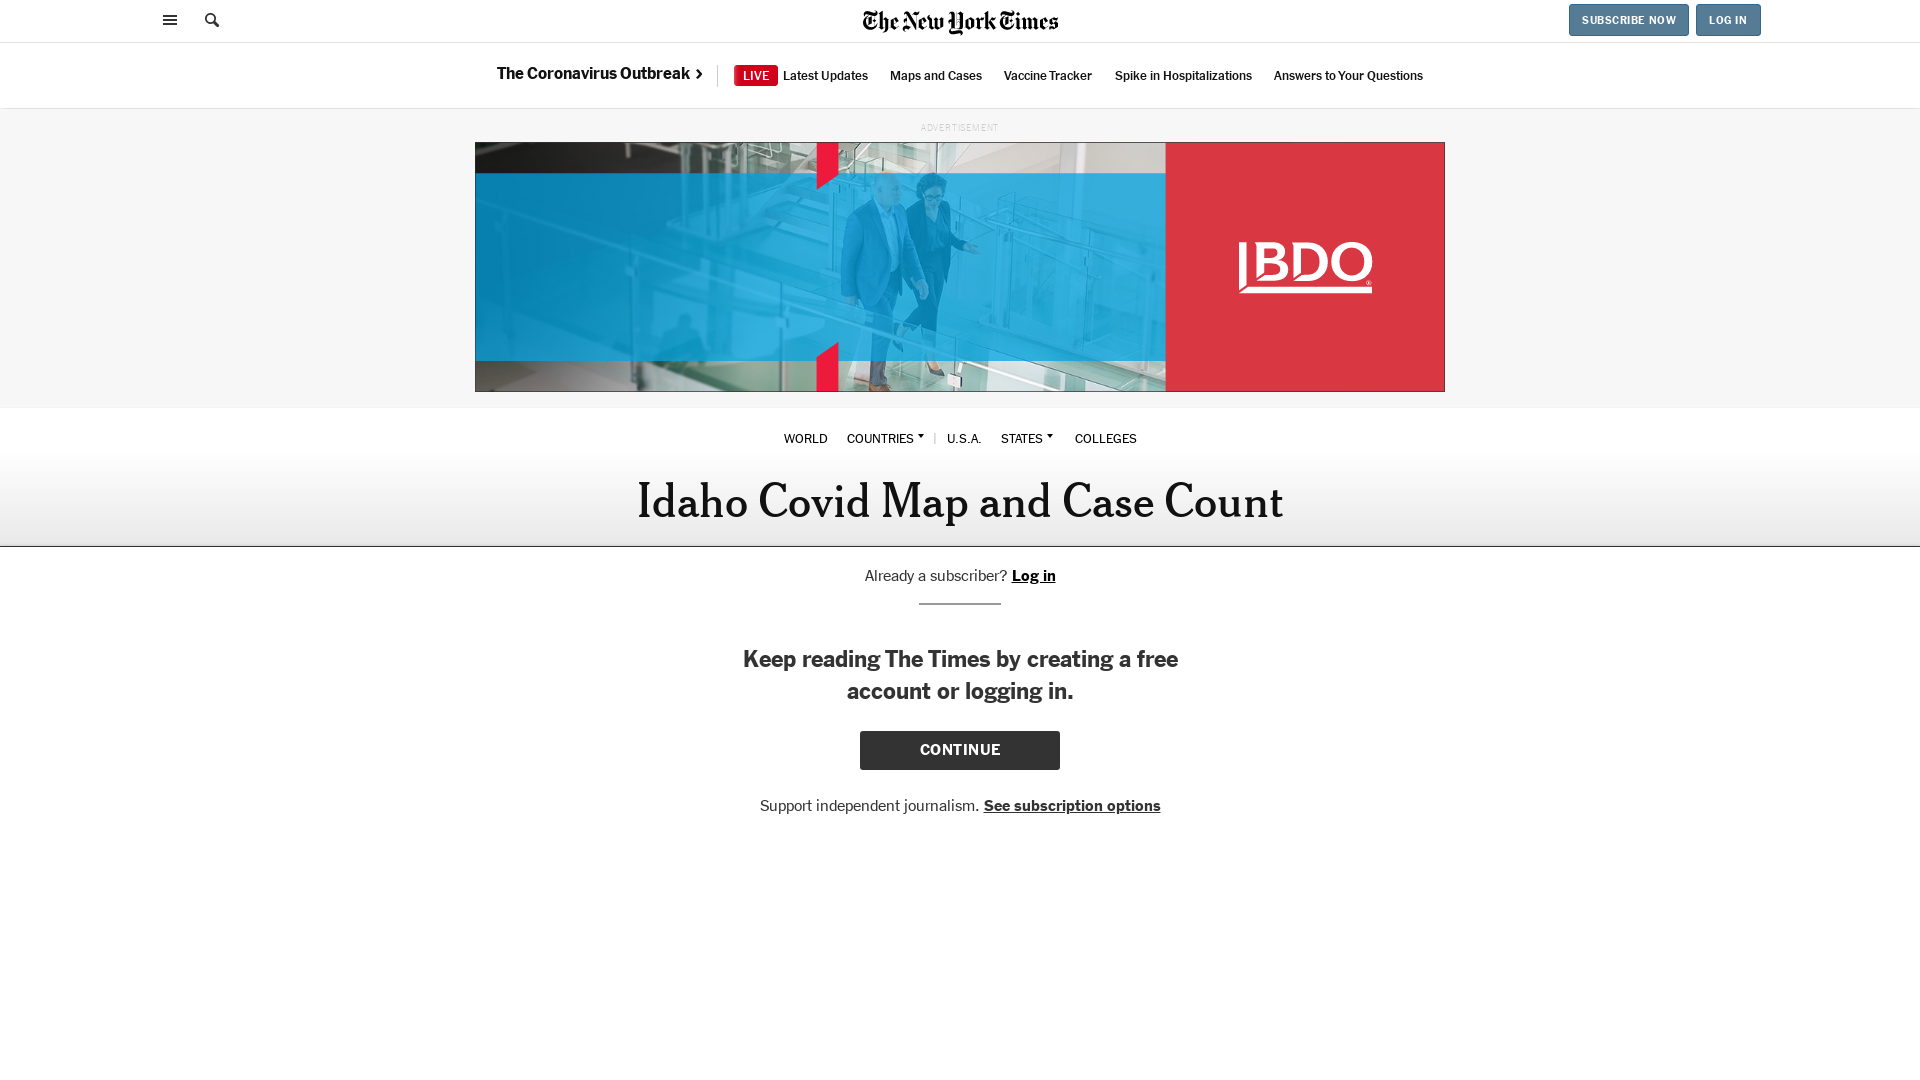 The New York Times
SUBSCRIBE NOW
LOG IN
The Coronavirus Outbreak ›
LIVE Latest Updates
Maps and Cases
Vaccine Tracker
Spike in Hospitalizations
Answers to Your Questions
ADVERTISEMENT
BDO®
WORLD
COUNTRIES
U.S.A.
STATES
COLLEGES
Idaho Covid Map and Case Count
Already a subscriber? Log in
Keep reading The Times by creating a free
account or logging in.
CONTINUE
Support independent journalism. See subscription options